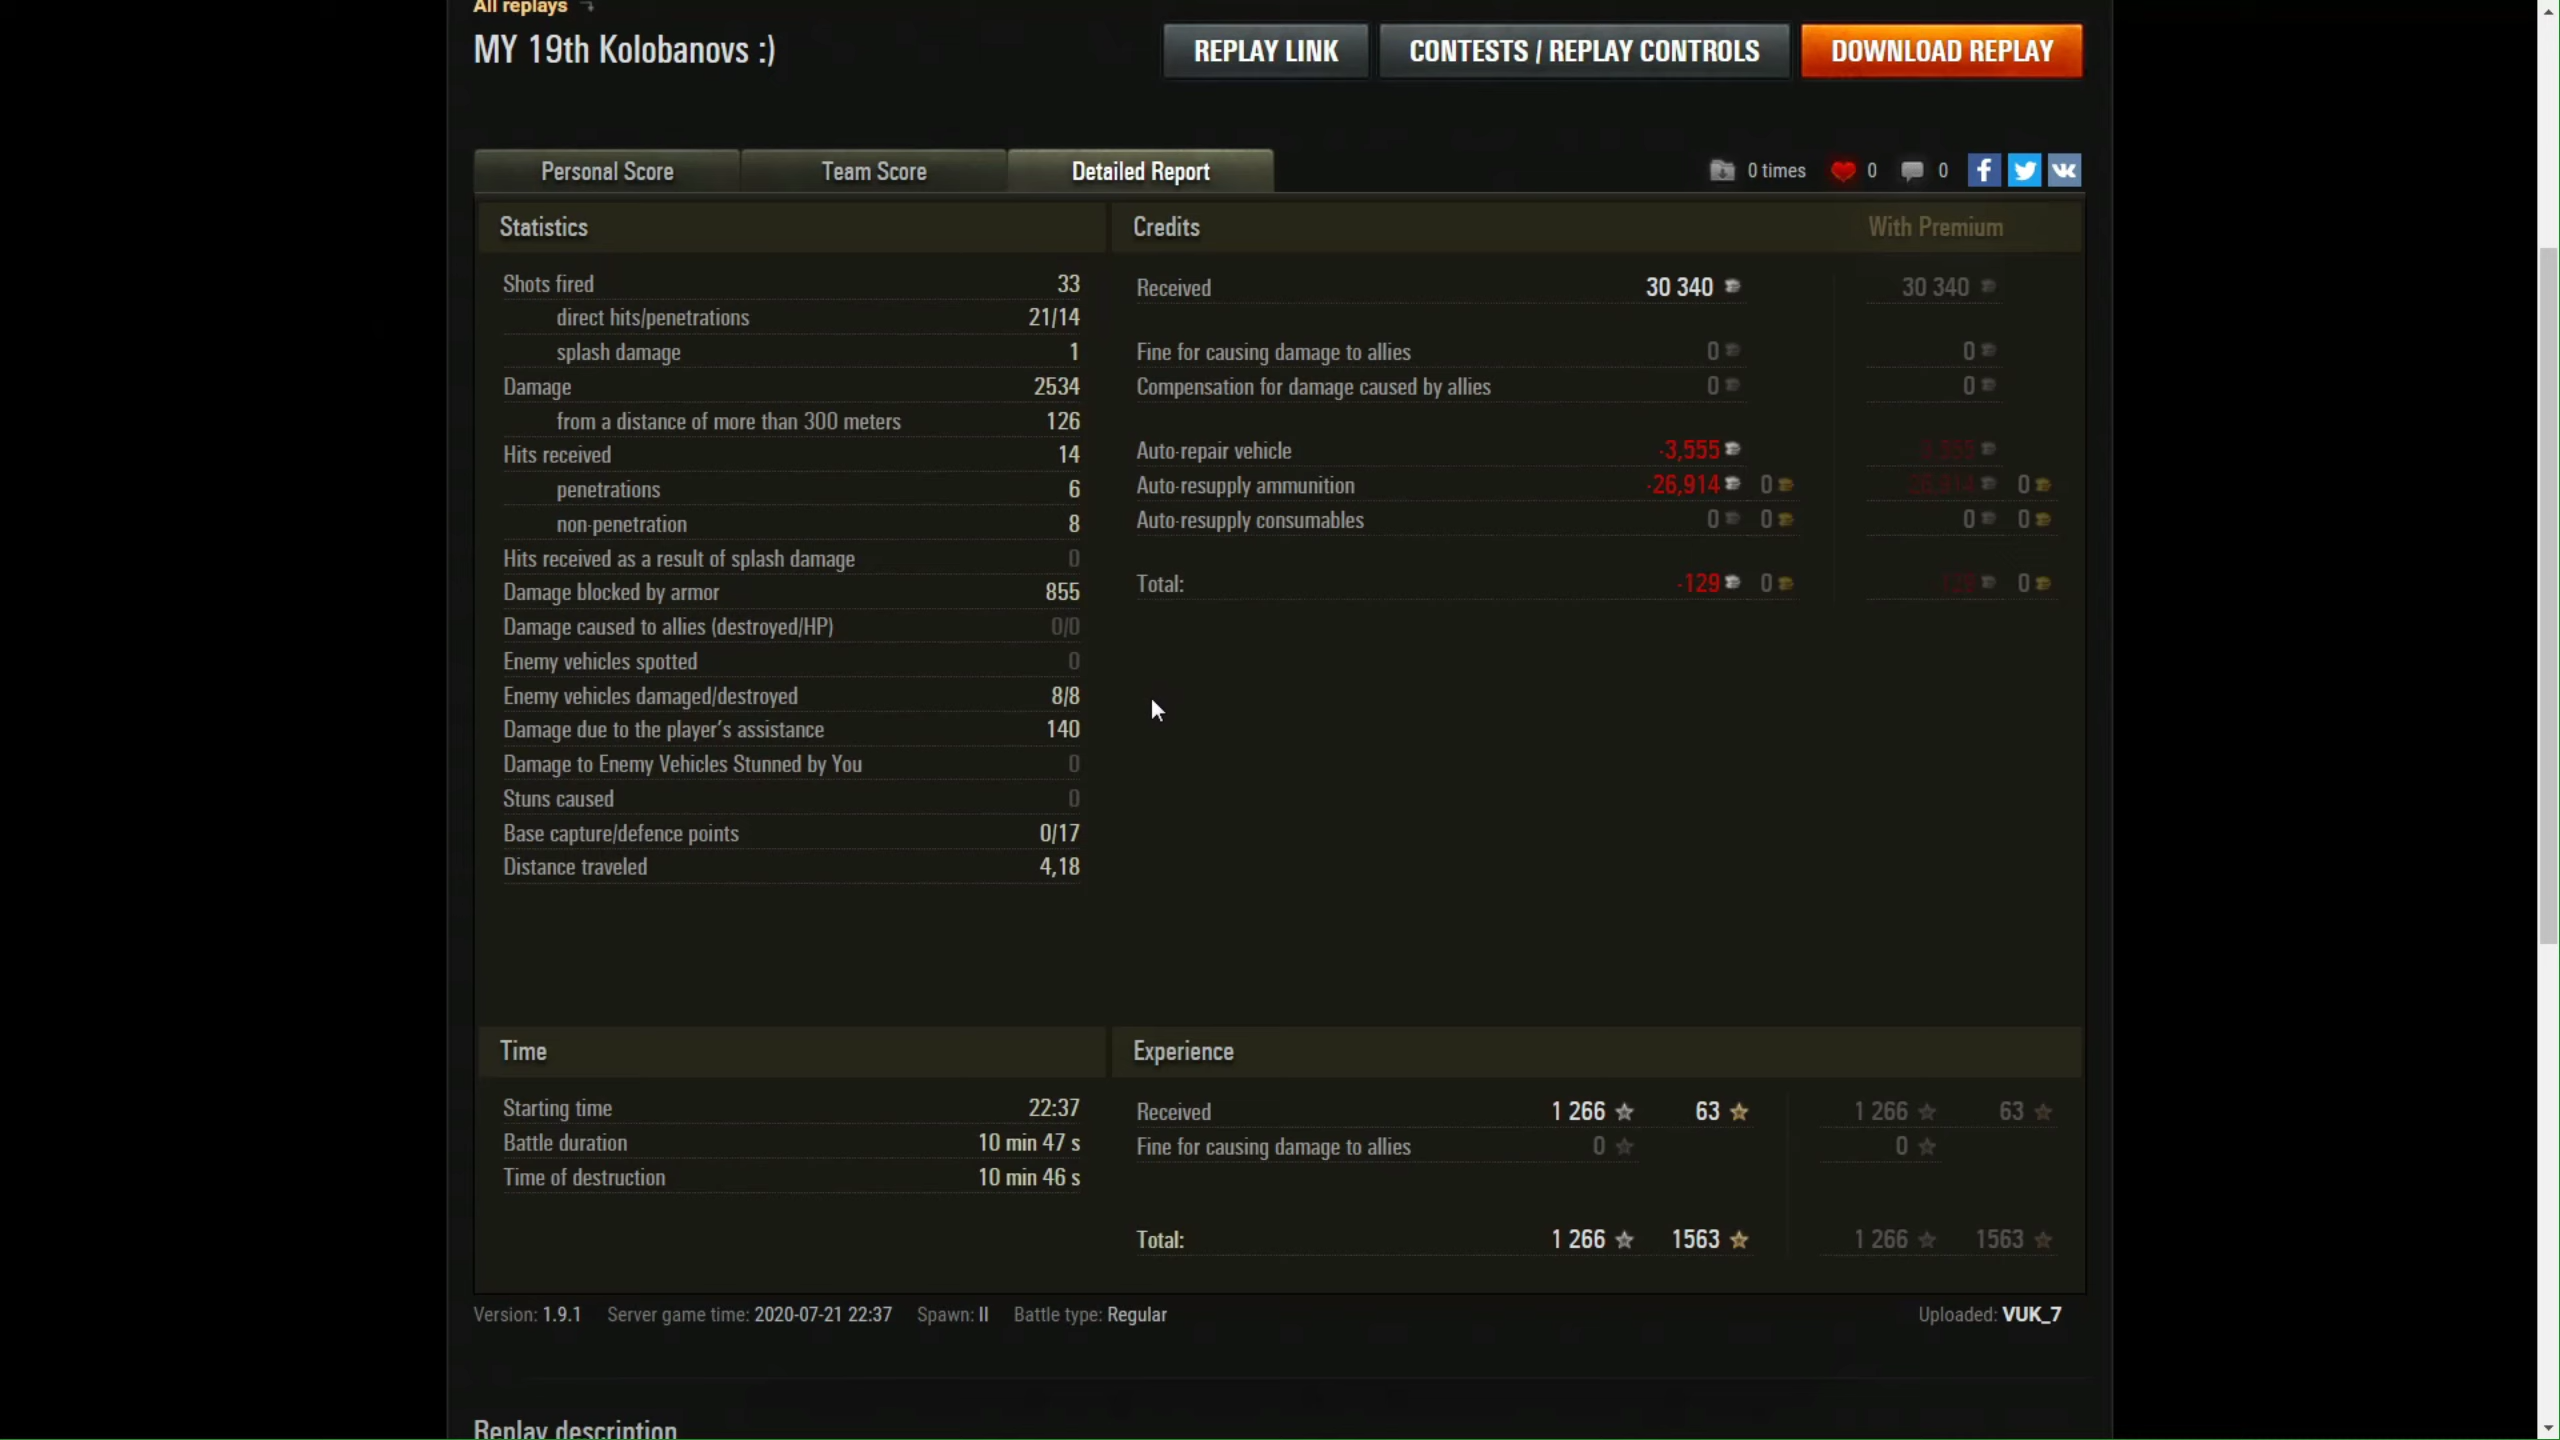 All replays
MY 19th Kolobanovs :)
REPLAY LINK
CONTESTS / REPLAY CONTROLS
DOWNLOAD REPLAY
Personal Score
Team Score
Detailed Report
0 times
0
0
Statistics
Shots fired 33
direct hits/penetrations 21/14
splash damage 1
Damage 2534
from a distance of more than 300 meters 126
Hits received 14
penetrations 6
non-penetration 8
Hits received as a result of splash damage 0
Damage blocked by armor 855
Damage caused to allies (destroyed/HP) 0/0
Enemy vehicles spotted 0
Enemy vehicles damaged/destroyed 8/8
Damage due to the player's assistance 140
Damage to Enemy Vehicles Stunned by You 0
Stuns caused 0
Base capture/defence points 0/17
Distance traveled 4,18
Credits With Premium
Received 30 340 30 340
Fine for causing damage to allies 0 0
Compensation for damage caused by allies 0 0
Auto-repair vehicle -3,555 -3,555
Auto-resupply ammunition -26,914 0 -26,914 0
Auto-resupply consumables 0 0 0 0
Total: -129 0 -129 0
Time
Starting time 22:37
Battle duration 10 min 47 s
Time of destruction 10 min 46 s
Experience
Received 1 266 63 1 266 63
Fine for causing damage to allies 0 0
Total: 1 266 1563 1 266 1563
Version: 1.9.1 Server game time: 2020-07-21 22:37 Spawn: II Battle type: Regular Uploaded: VUK_7
Replay description